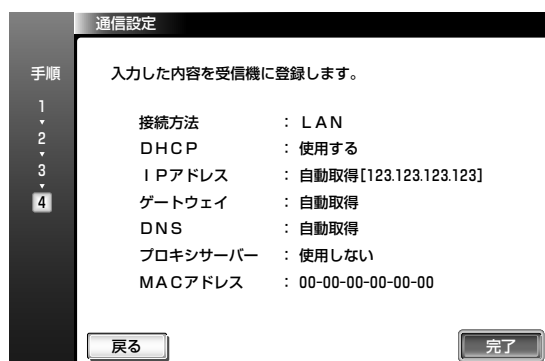 通信設定
手順
1
2
3
4
入力した内容を受信機に登録します。
接続方法 : LAN
DHCP : 使用する
IPアドレス : 自動取得[123.123.123.123]
ゲートウェイ : 自動取得
DNS : 自動取得
プロキシサーバー : 使用しない
MACアドレス : 00-00-00-00-00-00
戻る
完了